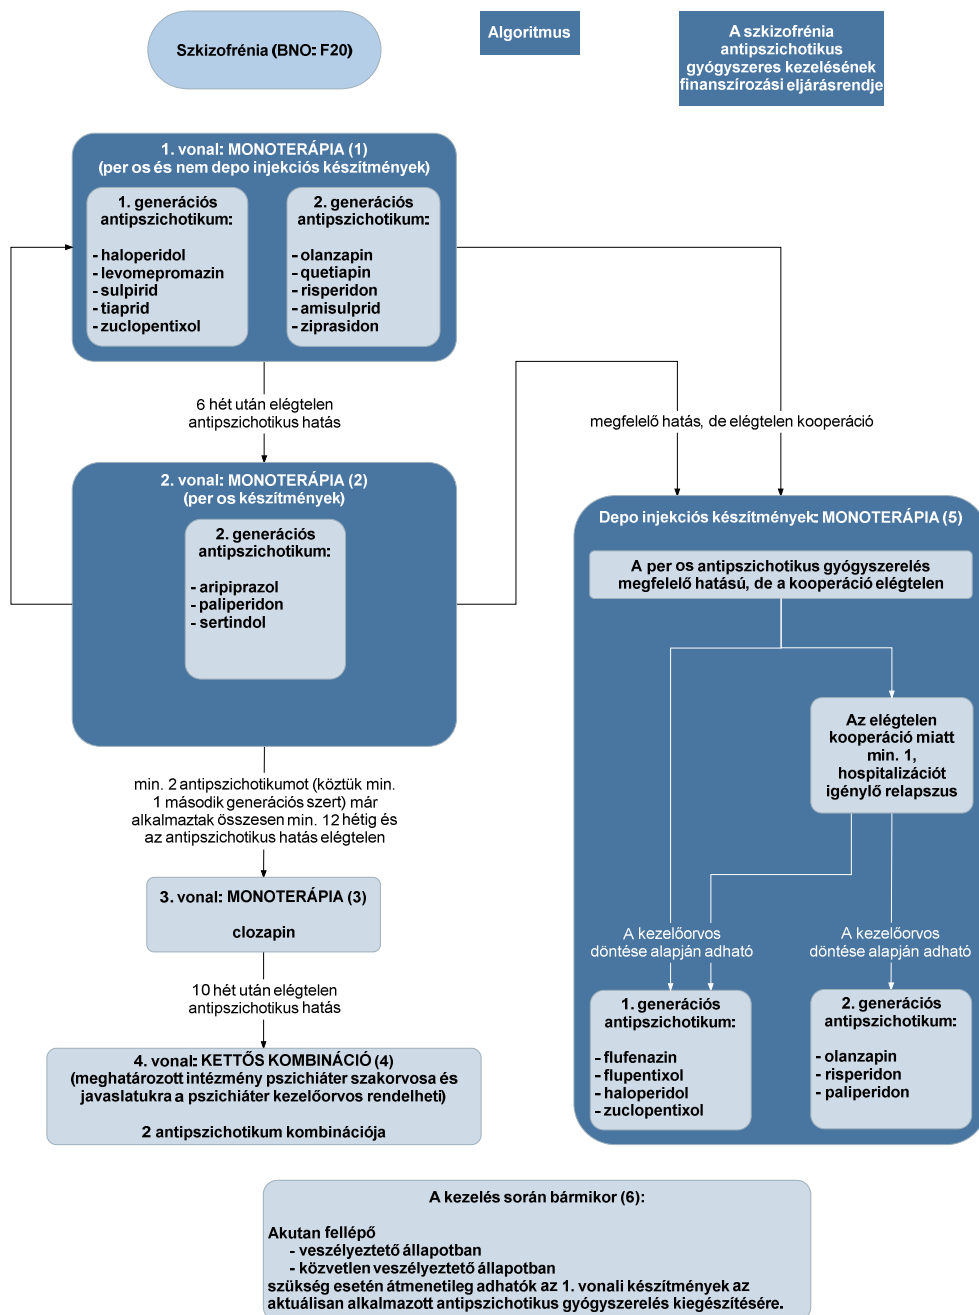 Szkizofrénia (BNO: F20)
Algoritmus
A szkizofrénia
antipszichotikus
gyógyszeres kezelésének
finanszírozási eljárásrendje
1. vonal: MONOTERÁPIA (1)
(per os és nem depo injekciós készítmények)
1. generációs
antipszichotikum:
- haloperidol
- levomepromazin
- sulpirid
- tiaprid
- zuclopentixol
2. generációs
antipszichotikum:
- olanzapin
- quetiapin
- risperidon
- amisulprid
- ziprasidon
6 hét után elégtelen
antipszichotikus hatás
megfelelő hatás, de elégtelen kooperáció
2. vonal: MONOTERÁPIA (2)
(per os készítmények)
2. generációs
antipszichotikum:
- aripiprazol
- paliperidon
- sertindol
min. 2 antipszichotikumot (köztük min.
1 második generációs szert) már
alkalmaztak összesen min. 12 hétig és
az antipszichotikus hatás elégtelen
3. vonal: MONOTERÁPIA (3)
clozapin
10 hét után elégtelen
antipszichotikus hatás
4. vonal: KETTŐS KOMBINÁCIÓ (4)
(meghatározott intézmény pszichiáter szakorvosa és
javaslatukra a pszichiáter kezelőorvos rendelheti)
2 antipszichotikum kombinációja
Depo injekciós készítmények: MONOTERÁPIA (5)
A per os antipszichotikus gyógyszerelés
megfelelő hatású, de a kooperáció elégtelen
Az elégtelen
kooperáció miatt
min. 1,
hospitalizációt
igénylő relapszus
A kezelőorvos
döntése alapján adható
A kezelőorvos
döntése alapján adható
1. generációs
antipszichotikum:
- flufenazin
- flupentixol
- haloperidol
- zuclopentixol
2. generációs
antipszichotikum:
- olanzapin
- risperidon
- paliperidon
A kezelés során bármikor (6):
Akutan fellépő
- veszélyeztető állapotban
- közvetlen veszélyeztető állapotban
szükség esetén átmenetileg adhatók az 1. vonali készítmények az
aktuálisan alkalmazott antipszichotikus gyógyszerelés kiegészítésére.